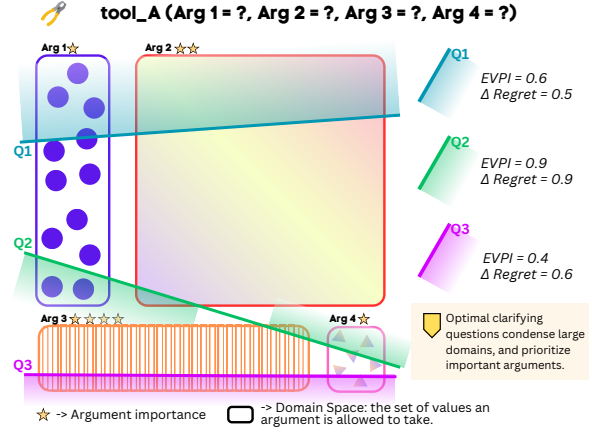 tool_A (Arg 1 = ?, Arg 2 = ?, Arg 3 = ?, Arg 4 = ?)
Arg 1
Arg 2
Q1
Q2
Arg 3
Arg 4
Q3
Q1
EVPI = 0.6
Δ Regret = 0.5
Q2
EVPI = 0.9
Δ Regret = 0.9
Q3
EVPI = 0.4
Δ Regret = 0.6
Optimal clarifying
questions condense large
domains, and prioritize
important arguments.
-> Argument importance
-> Domain Space: the set of values an
argument is allowed to take.